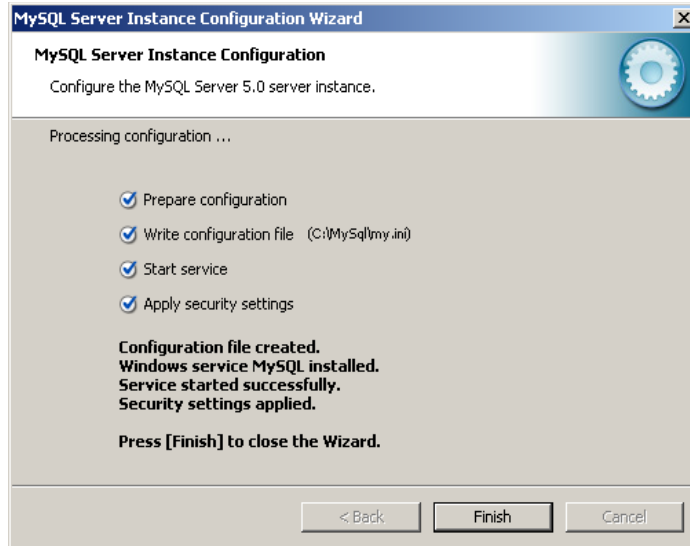 MySQL Server Instance Configuration Wizard
MySQL Server Instance Configuration
Configure the MySQL Server 5.0 server instance.
Processing configuration ...
Prepare configuration
Write configuration file (C:\MySql\my.ini)
Start service
Apply security settings
Configuration file created.
Windows service MySQL installed.
Service started successfully.
Security settings applied.
Press [Finish] to close the Wizard.
< Back Finish Cancel